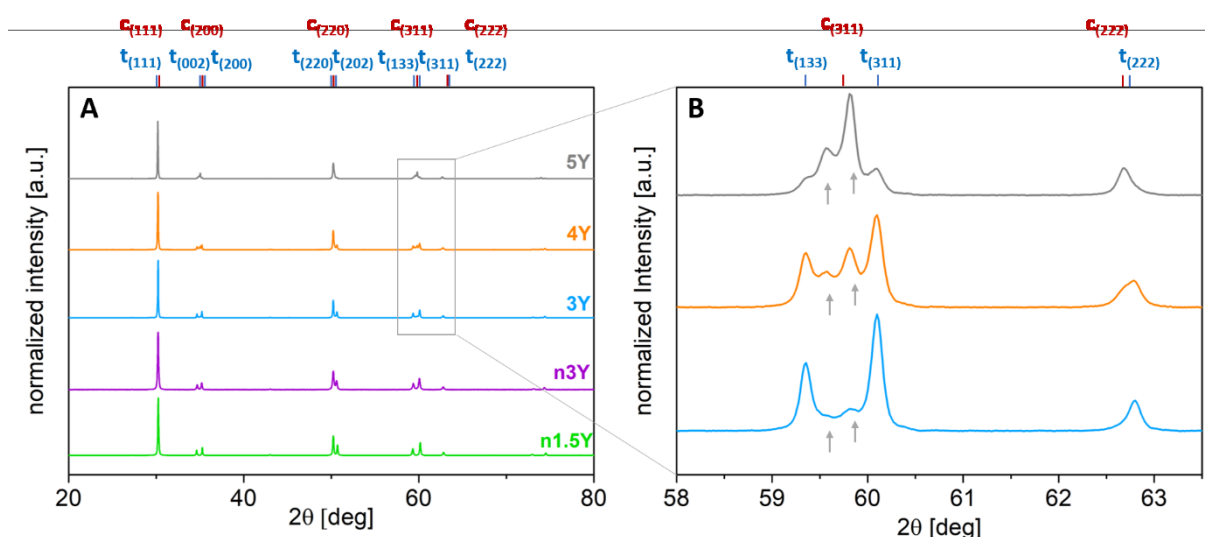 c(111) c(200) c(220) c(311) c(222)
t(111) t(002) t(200) t(220) t(202) t(133) t(311) t(222)
c(311) c(222)
t(133) t(311) t(222)
A
5Y
4Y
3Y
n3Y
n1.5Y
normalized intensity [a.u.]
20 40 60 80
2θ [deg]
B
normalized Intensity [a.u.]
58 59 60 61 62 63
2θ [deg]